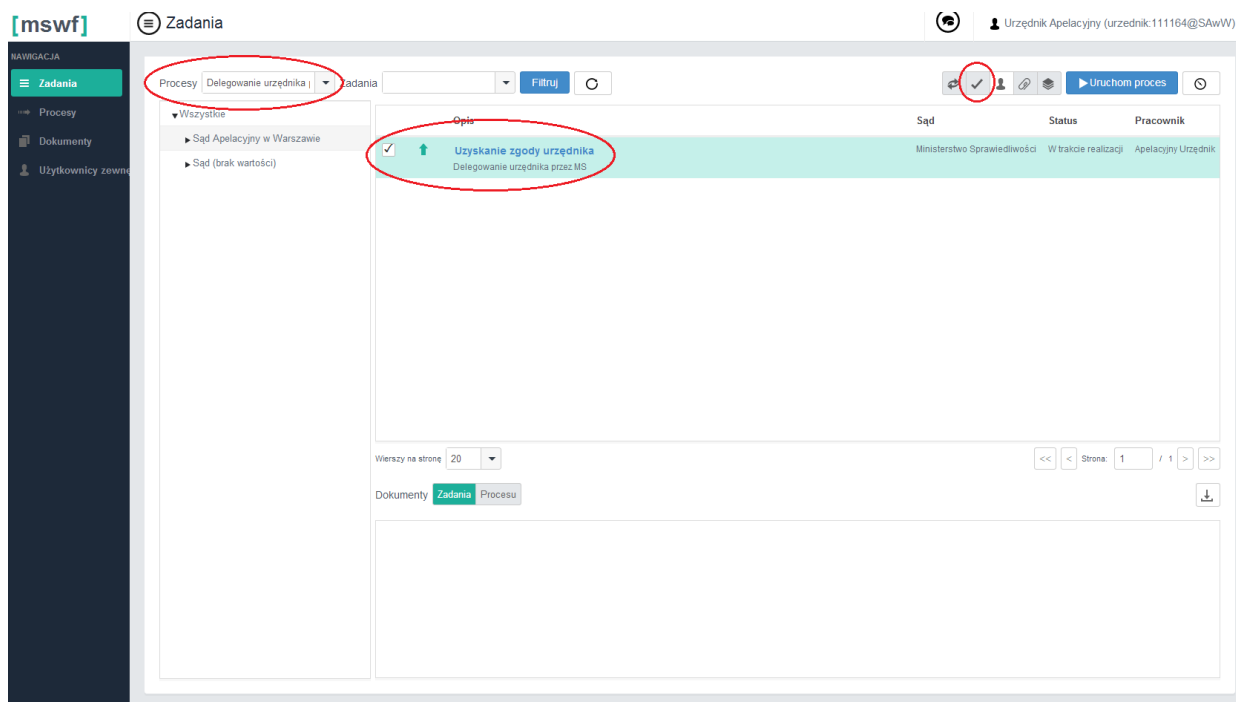 [mswf]
Zadania
Urzędnik Apelacyjny (urzednik:111164@SAwW)
NAWIGACJA
Zadania
Procesy
Dokumenty
Użytkownicy zewnę
Procesy Delegowanie urzędnika Zadania Filtruj
Uruchom proces
Wszystkie
Sąd Apelacyjny w Warszawie
Sąd (brak wartości)
Opis Sąd Status Pracownik
Uzyskanie zgody urzędnika Ministerstwo Sprawiedliwości W trakcie realizacji Apelacyjny Urzędnik
Delegowanie urzędnika przez MS
Wierszy na stronę 20
<< < Strona: 1 / 1 > >>
Dokumenty Zadania Procesu